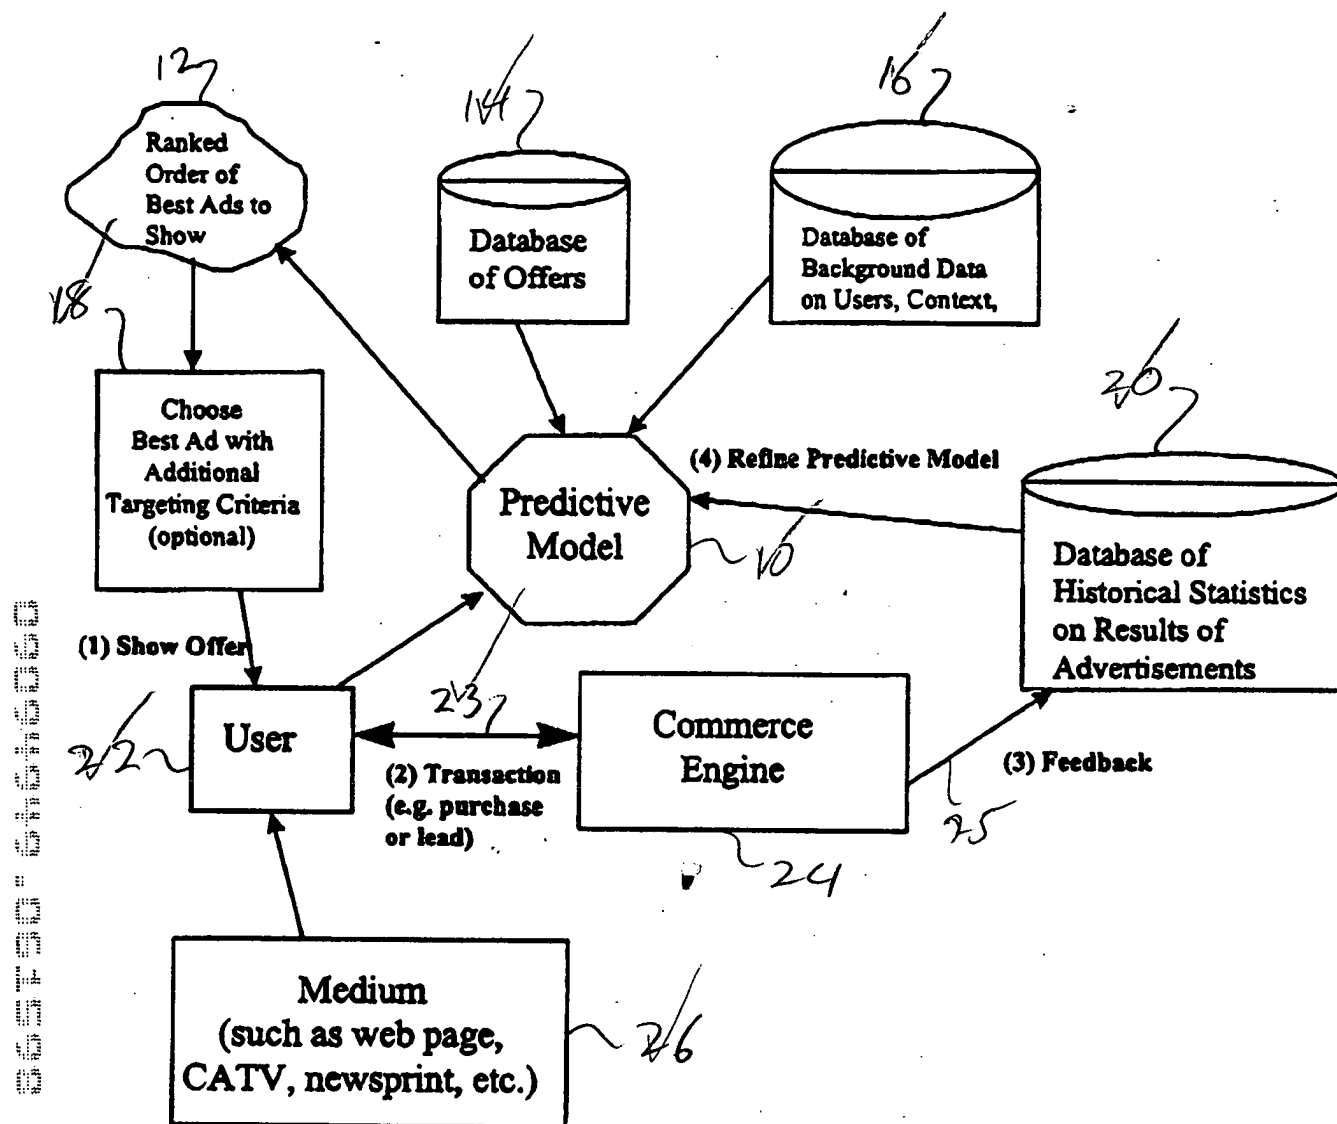 12
14
16
Ranked
Order of
Best Ads to
Show
Database
of Offers
Database of
Background Data
on Users, Context,
18
20
Choose
Best Ad with
Additional
Targeting Criteria
(optional)
(4) Refine Predictive Model
Predictive
Model
10
Database of
Historical Statistics
on Results of
Advertisements
(1) Show Offer
23
User
22
Commerce
Engine
(2) Transaction
(e.g. purchase
or lead)
(3) Feedback
25
24
Medium
(such as web page,
CATV, newsprint, etc.)
26